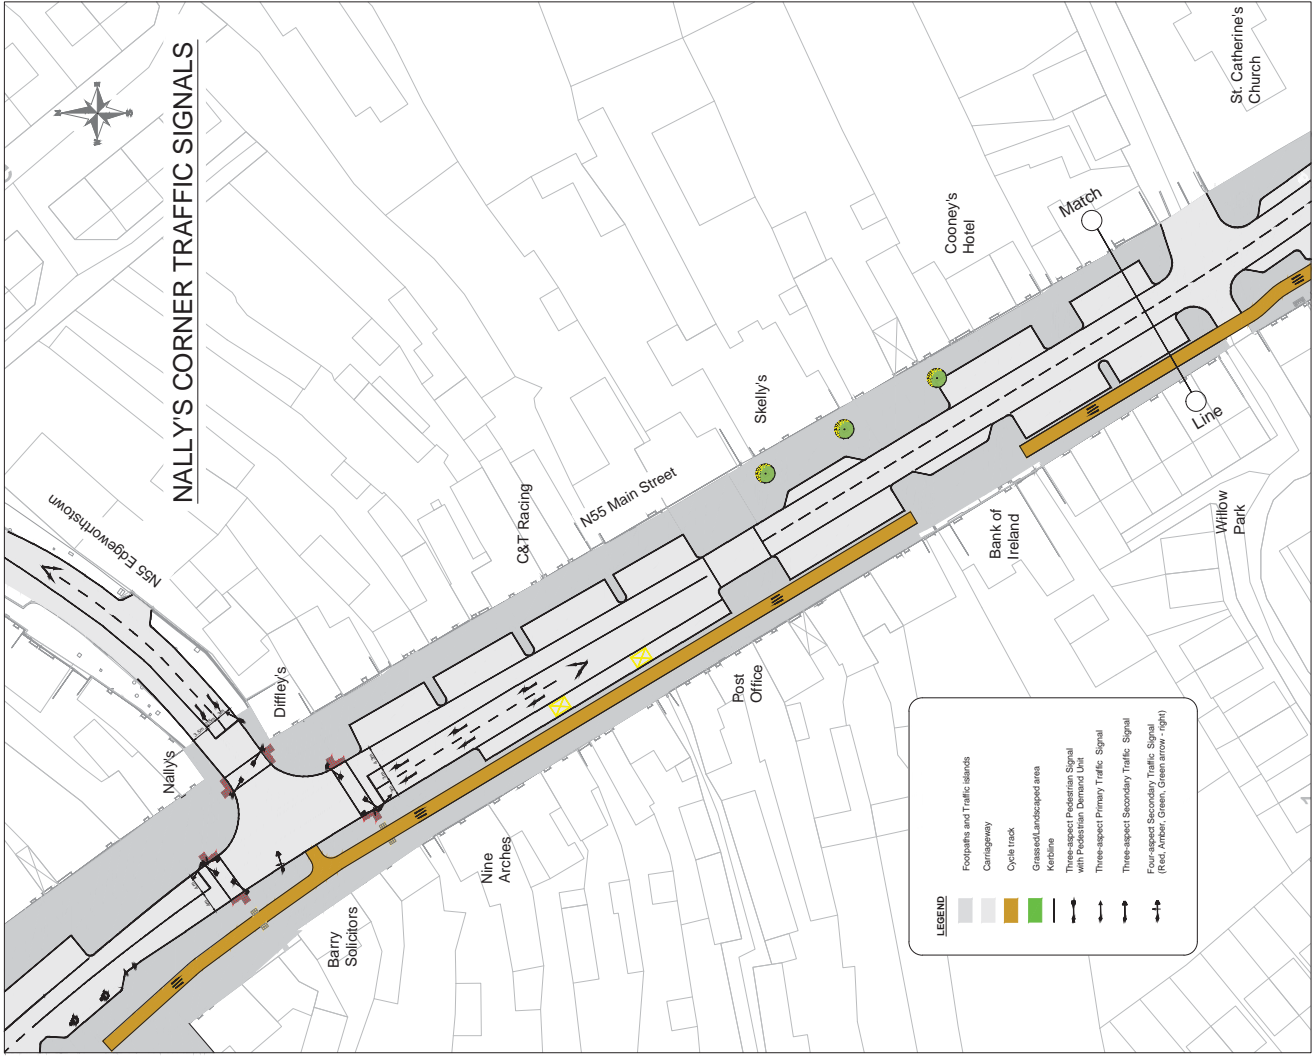 NALLY'S CORNER TRAFFIC SIGNALS
N55 Edgeworthstown
Nally's
Diffley's
C&T Racing
N55 Main Street
Skelly's
Cooney's
Hotel
Match
Line
St. Catherine's
Church
Barry
Solicitors
Nine
Arches
Post
Office
Bank of
Ireland
Willow
Park
LEGEND
Footpaths and Traffic islands
Carriageway
Cycle track
Grassed/Landscaped area
Kerbline
Three-aspect Pedestrian Signal
with Pedestrian Demand Unit
Three-aspect Primary Traffic Signal
Three-aspect Secondary Traffic Signal
Four-aspect Secondary Traffic Signal
(Red, Amber, Green, Green arrow - right)